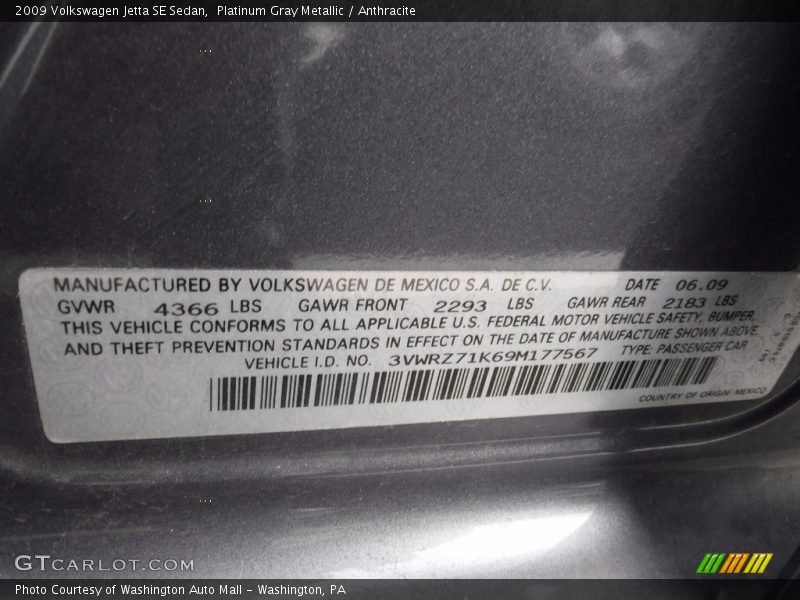 2009 Volkswagen Jetta SE Sedan, Platinum Gray Metallic / Anthracite
MANUFACTURED BY VOLKSWAGEN DE MEXICO S.A. DE C.V. DATE 06.09
GVWR 4366 LBS GAWR FRONT 2293 LBS GAWR REAR 2183 LBS
THIS VEHICLE CONFORMS TO ALL APPLICABLE U.S. FEDERAL MOTOR VEHICLE SAFETY, BUMPER,
AND THEFT PREVENTION STANDARDS IN EFFECT ON THE DATE OF MANUFACTURE SHOWN ABOVE
VEHICLE I.D. NO. 3VWRZ71K69M177567 TYPE: PASSENGER CAR
COUNTRY OF ORIGIN: MEXICO
GTCARLOT.COM
Photo Courtesy of Washington Auto Mall - Washington, PA